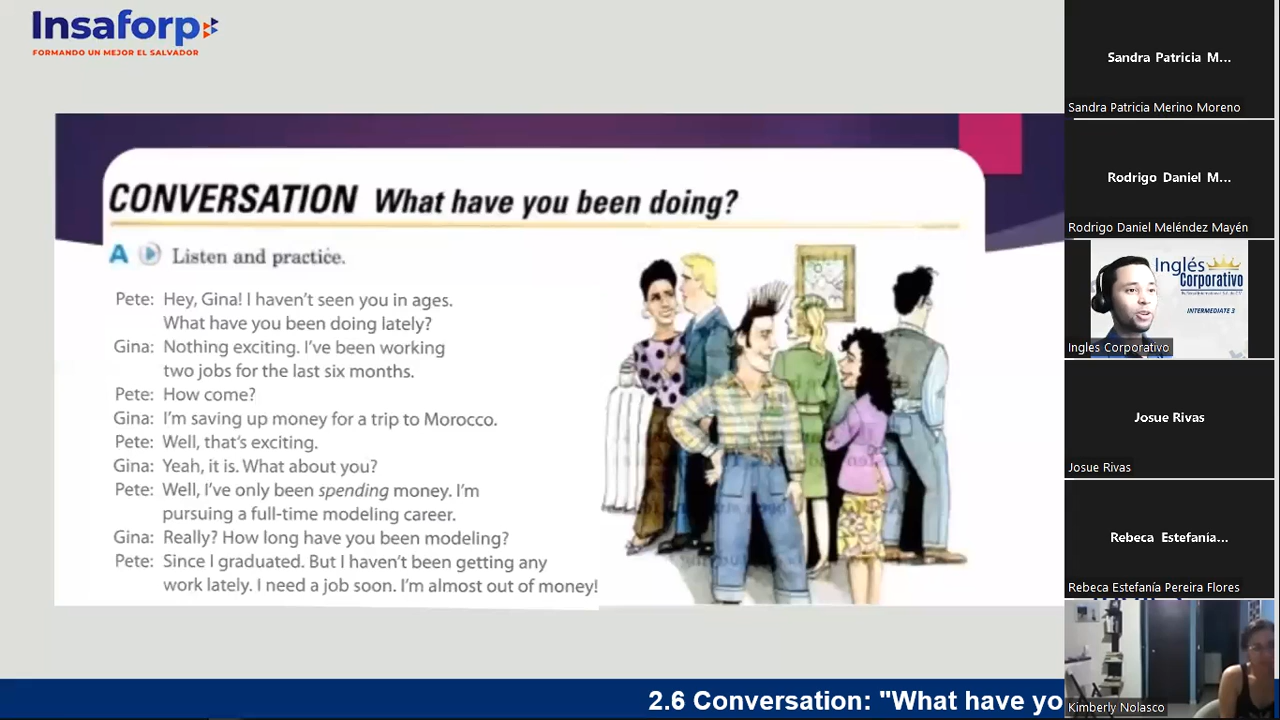 Insaforp
FORMANDO UN MEJOR EL SALVADOR
CONVERSATION What have you been doing?
A Listen and practice.
Pete: Hey, Gina! I haven't seen you in ages.
What have you been doing lately?
Gina: Nothing exciting. I've been working
two jobs for the last six months.
Pete: How come?
Gina: I'm saving up money for a trip to Morocco.
Pete: Well, that's exciting.
Gina: Yeah, it is. What about you?
Pete: Well, I've only been spending money. I'm
pursuing a full-time modeling career.
Gina: Really? How long have you been modeling?
Pete: Since I graduated. But I haven't been getting any
work lately. I need a job soon. I'm almost out of money!
2.6 Conversation: "What have yo
Sandra Patricia M...
Sandra Patricia Merino Moreno
Rodrigo Daniel M...
Rodrigo Daniel Meléndez Mayén
Inglés
Corporativo
INTERMEDIATE 3
Ingles Corporativo
Josue Rivas
Josue Rivas
Rebeca Estefanía...
Rebeca Estefanía Pereira Flores
Kimberly Nolasco